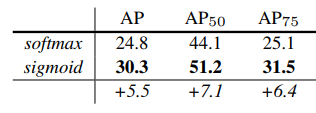 AP AP50 AP75
softmax 24.8 44.1 25.1
sigmoid 30.3 51.2 31.5
+5.5 +7.1 +6.4